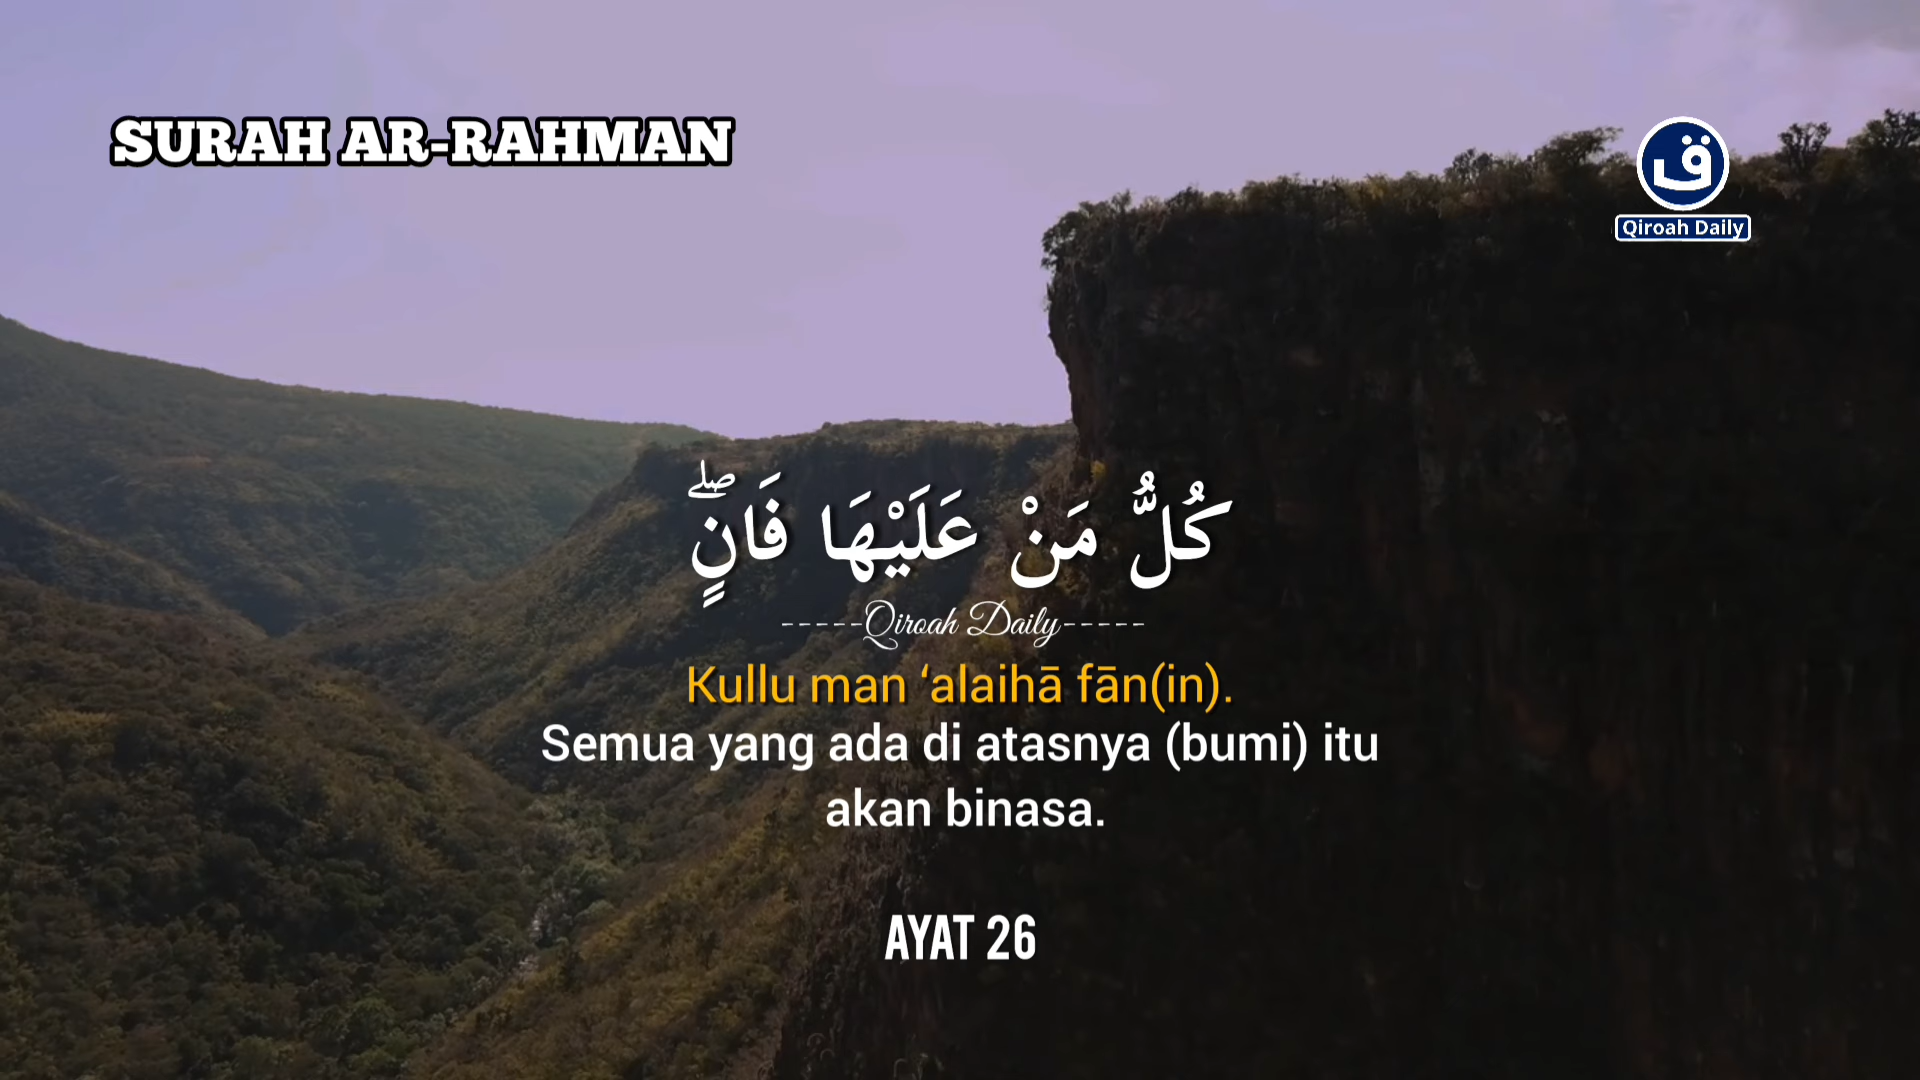 SURAH AR-RAHMAN
ق
Qiroah Daily
كُلُّ مَنْ عَلَيْهَا فَانٍۖ
-----Qiroah Daily-----
Kullu man ‘alaihā fān(in).
Semua yang ada di atasnya (bumi) itu
akan binasa.
AYAT 26